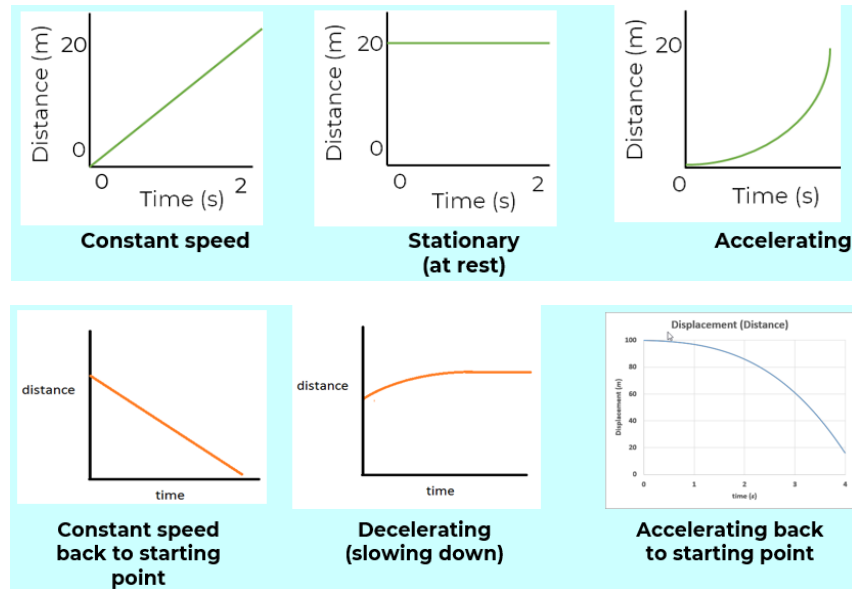 Distance (m)
20
0
0
2
Time (s)
Constant speed
Distance (m)
20
0
0
2
Time (s)
Stationary
(at rest)
Distance (m)
20
0
Time (s)
Accelerating
distance
time
Constant speed
back to starting
point
distance
time
Decelerating
(slowing down)
Displacement (Distance)
Displacement (m)
100
80
60
40
20
0
0 1 2 3 4
time (s)
Accelerating back
to starting point